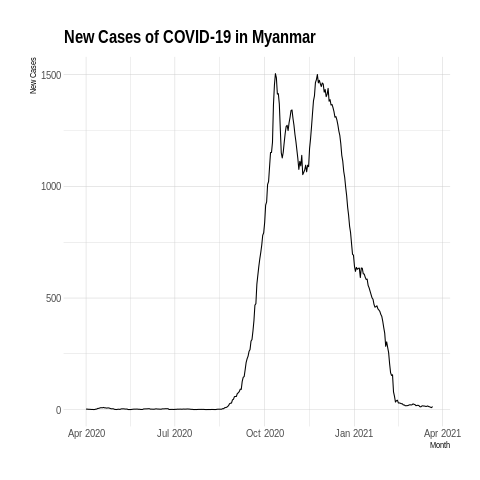 New Cases of COVID-19 in Myanmar
New Cases
1500
1000
500
0
Apr 2020 Jul 2020 Oct 2020 Jan 2021 Apr 2021
Month